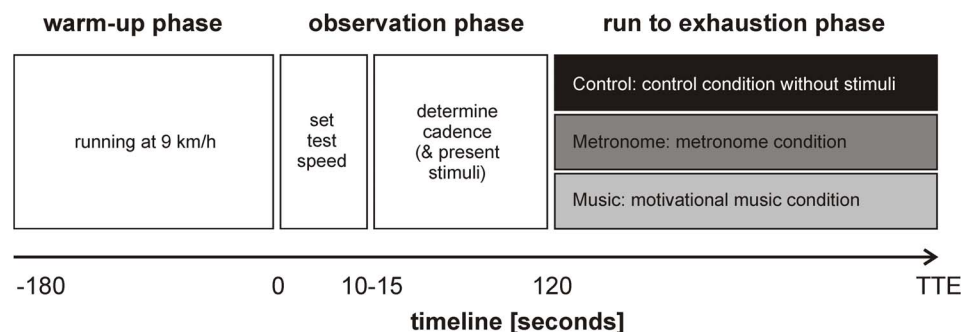 warm-up phase observation phase run to exhaustion phase
running at 9 km/h
set
test
speed
determine
cadence
(& present
stimuli)
Control: control condition without stimuli
Metronome: metronome condition
Music: motivational music condition
-180 0 10-15 120 TTE
timeline [seconds]